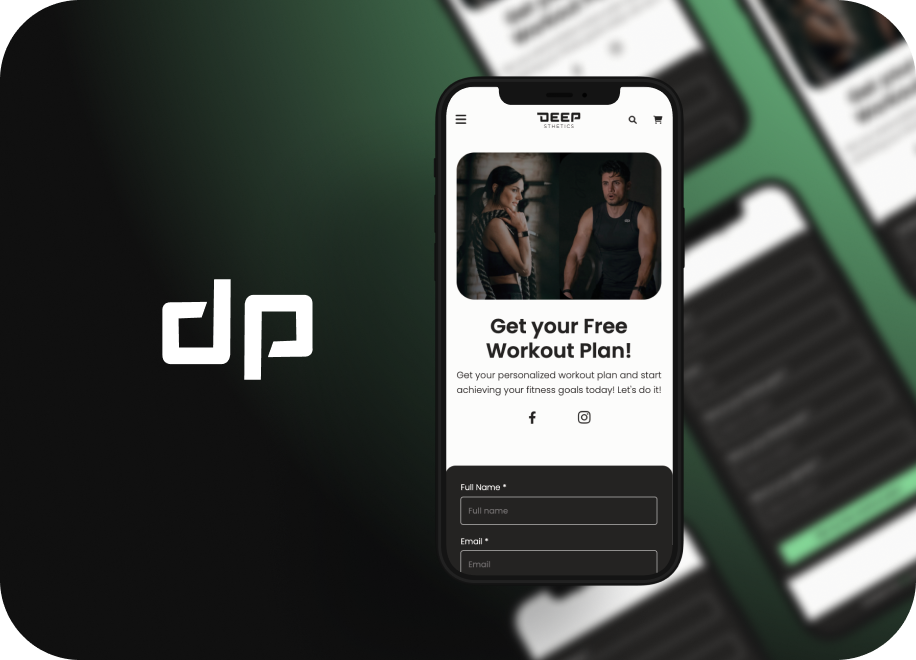 dp
DEEP
STHETICS
Get your Free
Workout Plan!
Get your personalized workout plan and start
achieving your fitness goals today! Let's do it!
Full Name *
Full name
Email *
Email